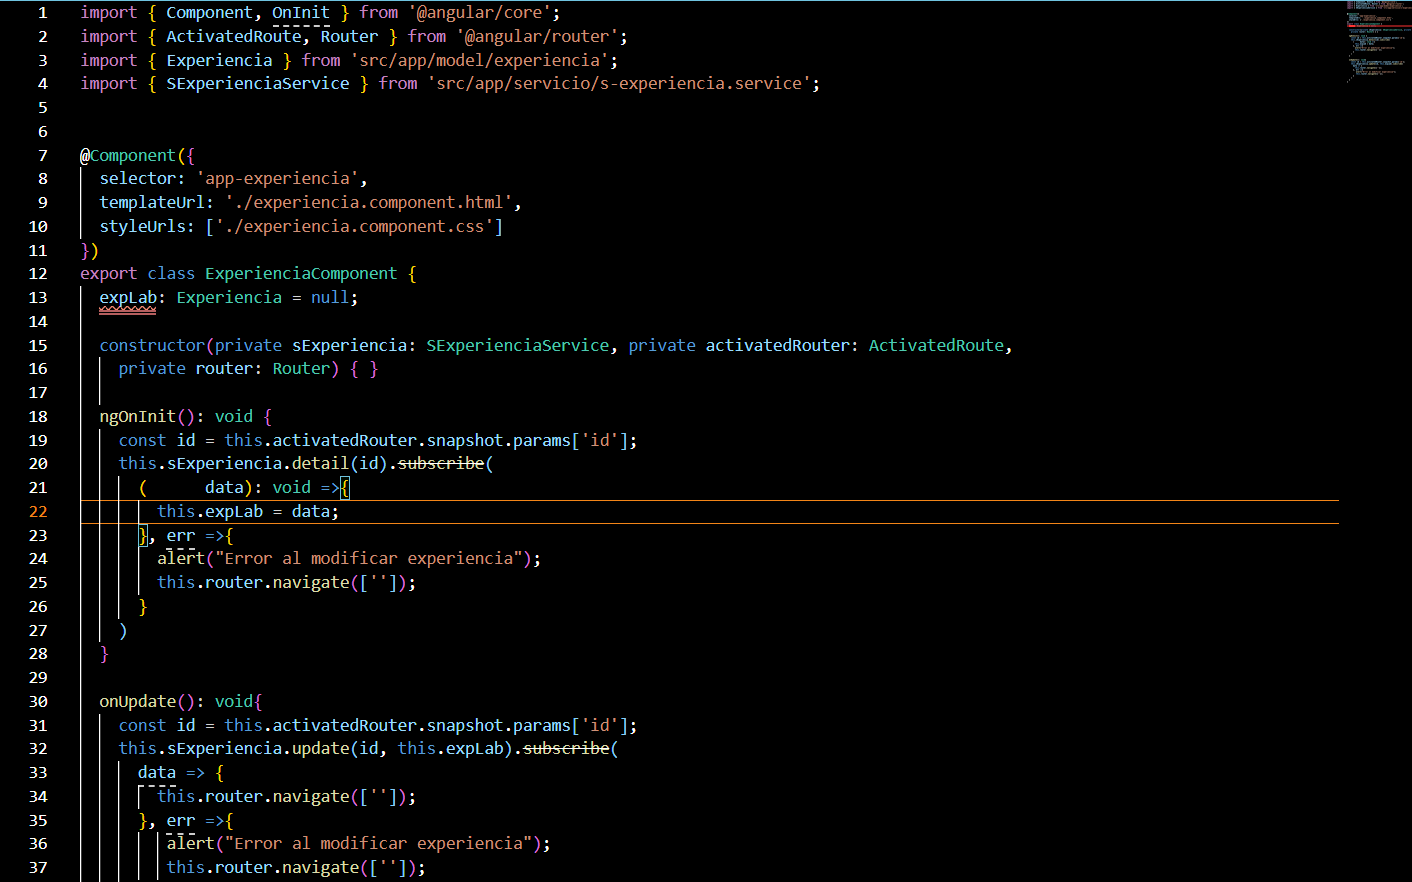 1 import { Component, OnInit } from '@angular/core';
2 import { ActivatedRoute, Router } from '@angular/router';
3 import { Experiencia } from 'src/app/model/experiencia';
4 import { SExperienciaService } from 'src/app/servicio/s-experiencia.service';
5
6
7 @Component({
8 selector: 'app-experiencia',
9 templateUrl: './experiencia.component.html',
10 styleUrls: ['./experiencia.component.css']
11 })
12 export class ExperienciaComponent {
13 expLab: Experiencia = null;
14
15 constructor(private sExperiencia: SExperienciaService, private activatedRouter: ActivatedRoute,
16 private router: Router) { }
17
18 ngOnInit(): void {
19 const id = this.activatedRouter.snapshot.params['id'];
20 this.sExperiencia.detail(id).subscribe(
21 ( data): void =>{
22 this.expLab = data;
23 }, err =>{
24 alert("Error al modificar experiencia");
25 this.router.navigate(['']);
26 }
27 )
28 }
29
30 onUpdate(): void{
31 const id = this.activatedRouter.snapshot.params['id'];
32 this.sExperiencia.update(id, this.expLab).subscribe(
33 data => {
34 this.router.navigate(['']);
35 }, err =>{
36 alert("Error al modificar experiencia");
37 this.router.navigate(['']);